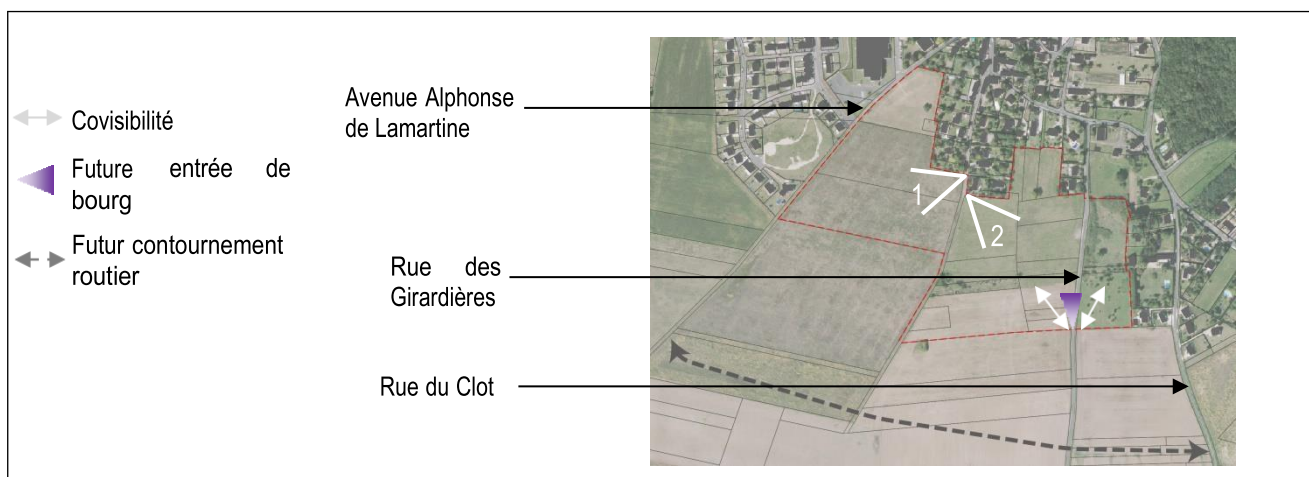 Covisibilité
Future entrée de
bourg
Futur contournement
routier
Avenue Alphonse
de Lamartine
Rue des
Girardières
Rue du Clot
1
2